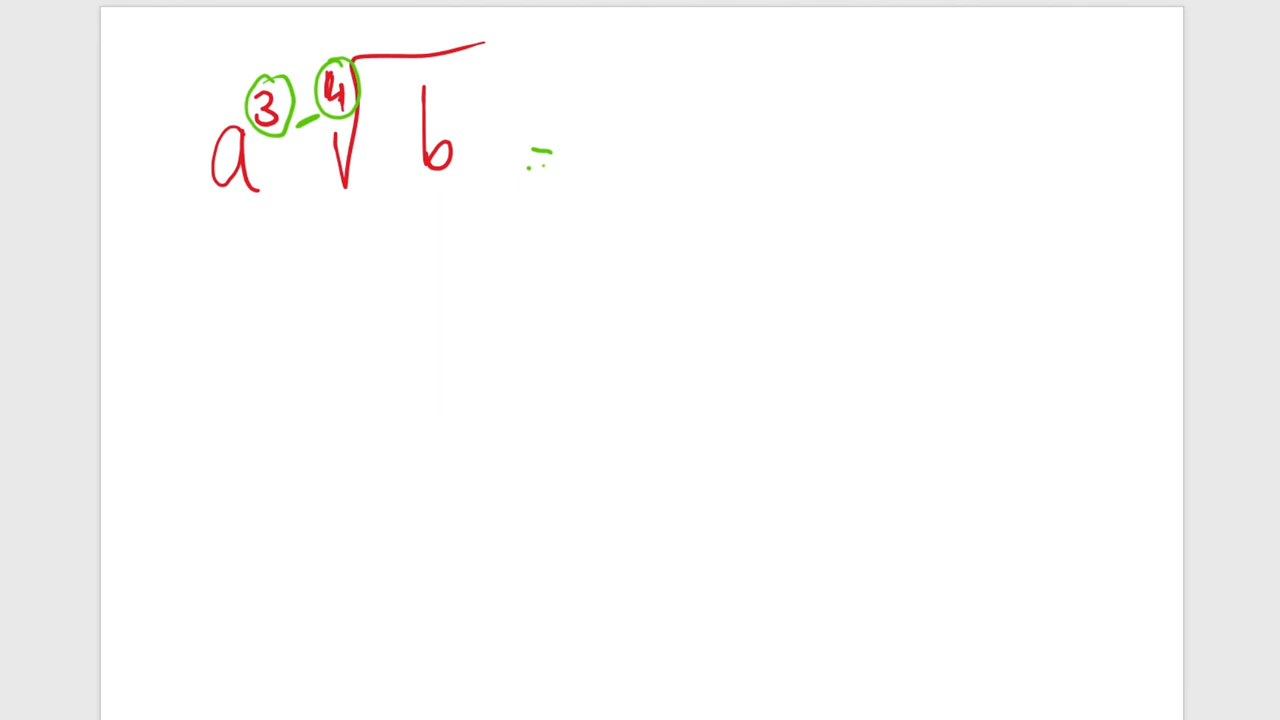 a³ - ⁴√b =